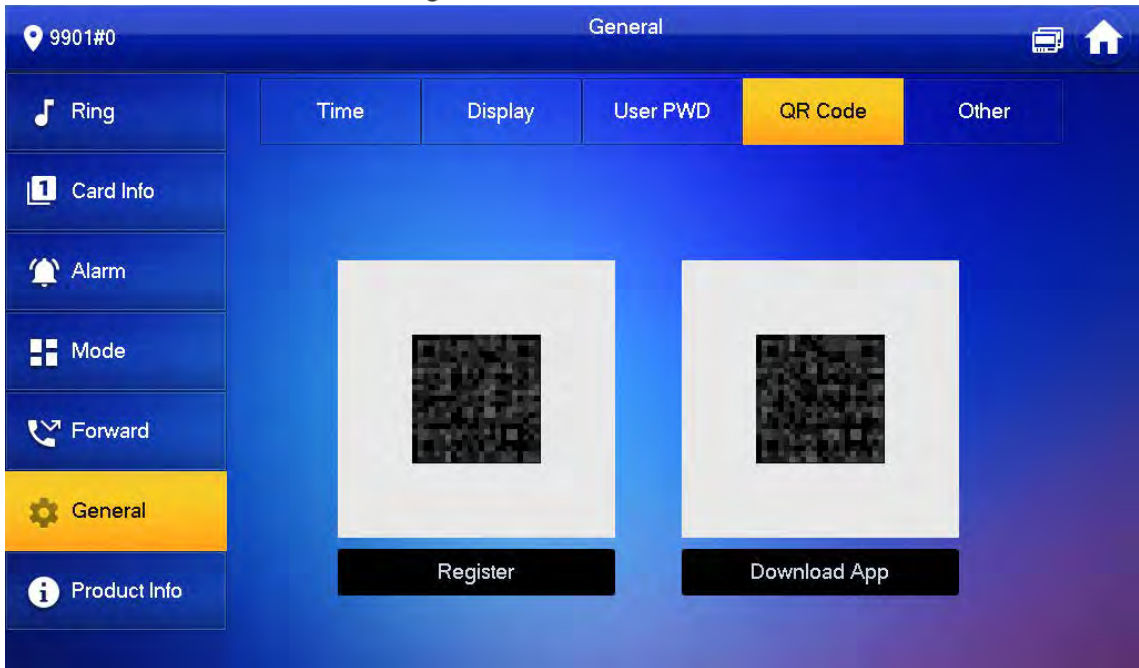 General
9901#0
Ring
Time
Display
User PWD
QR Code
Other
Card Info
Alarm
Mode
Forward
General
Product Info
Register
Download App